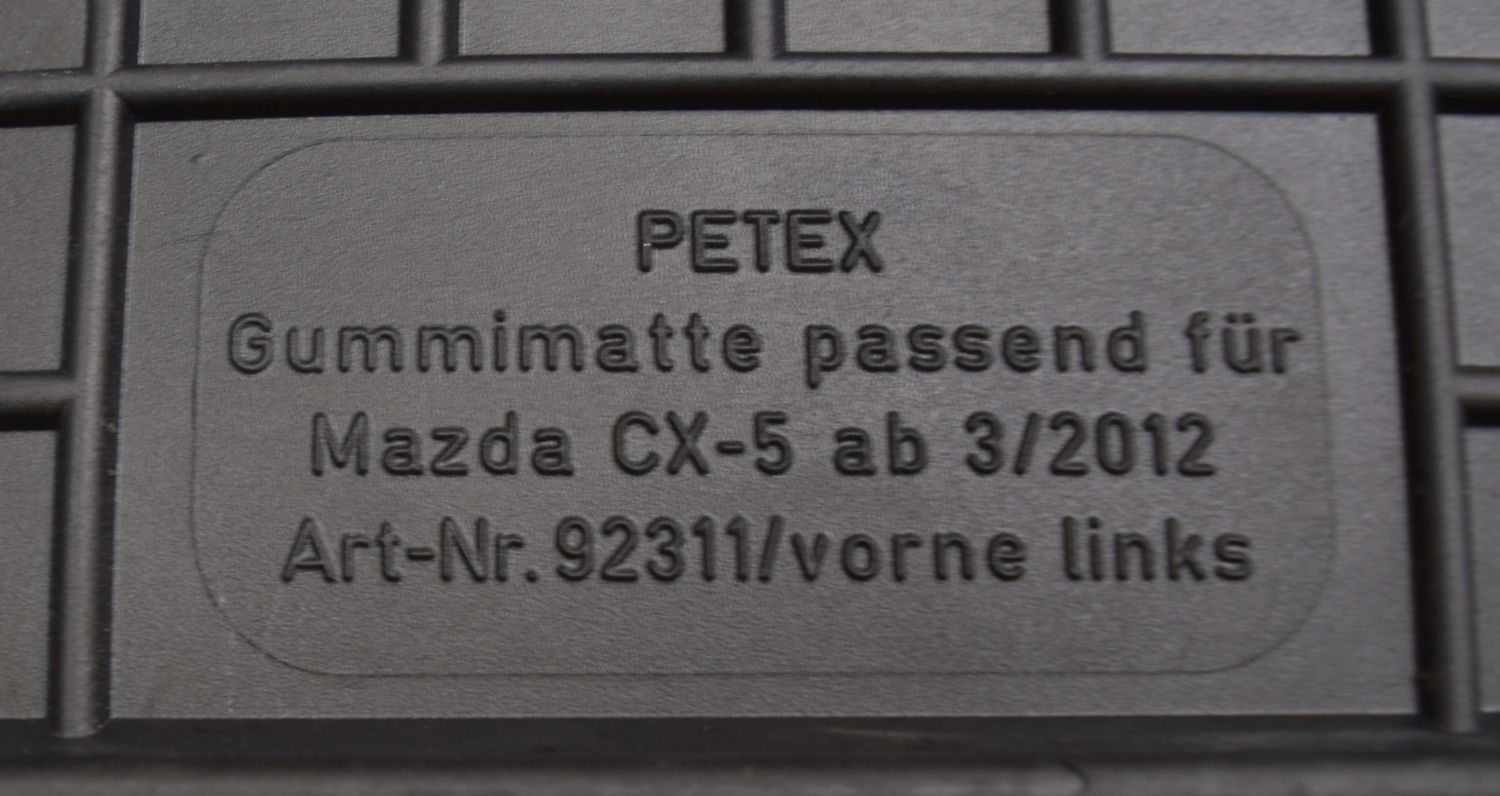 PETEX
Gummimatte passend für
Mazda CX-5 ab 3/2012
Art-Nr. 92311/vorne links